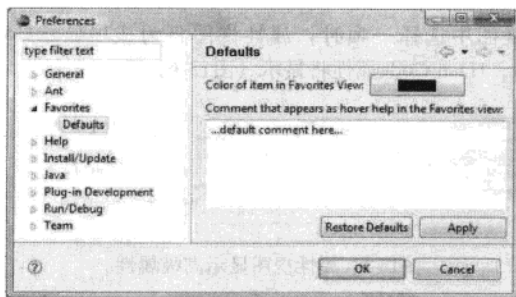 Preferences
type filter text
General
Ant
Favorites
Defaults
Help
Install/Update
Java
Plug-in Development
Run/Debug
Team
Defaults
Color of item in Favorites View:
Comment that appears as hover help in the Favorites view:
...default comment here...
Restore Defaults
Apply
OK
Cancel